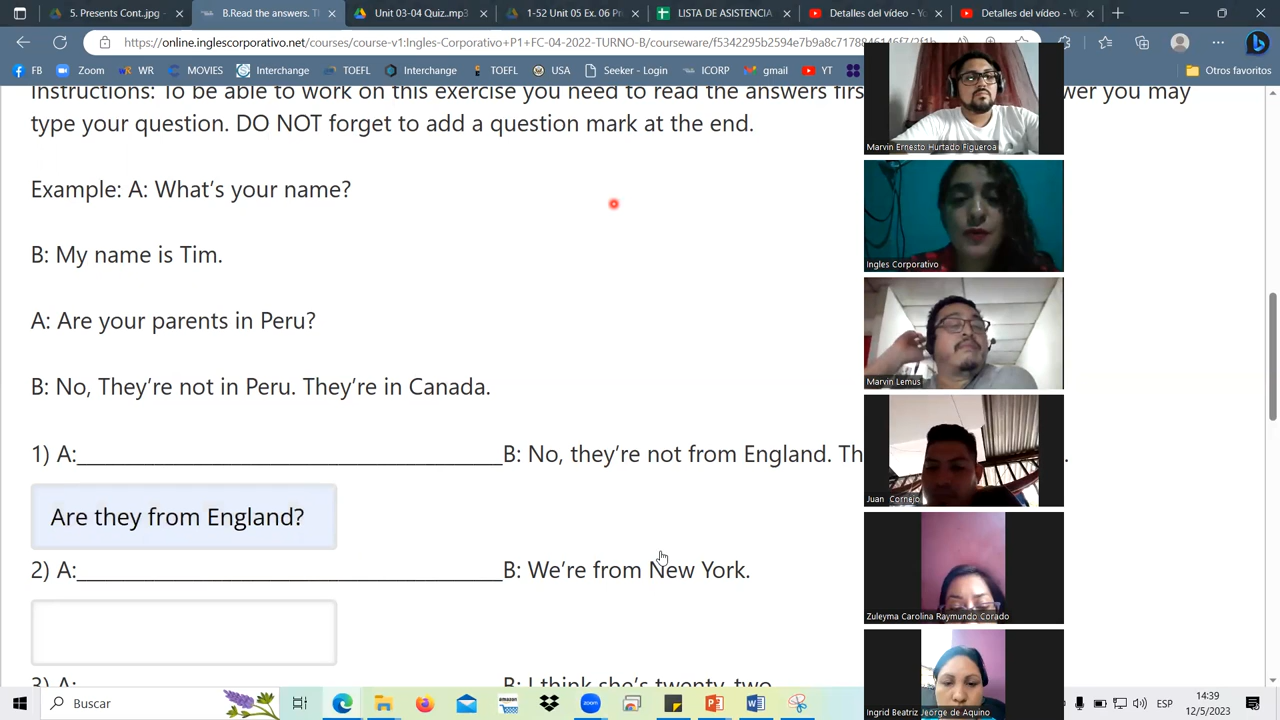 5. Presents Cont.jpg -
B.Read theanswers. T
Unit 03-04 Quiz.mp3
1-52 Unit 05 Ex. 06 P
LISTA DE ASISTENCIA
Detalles del vídeo - Yo
Detalles del vídeo - Yo
https://online.inglescorporativo.net/courses/course-v1:Ingles-Corporativo+P1+FC-04-2022-TURNO-B/courseware/
FB
Zoom
WR
MOVIES
Interchange
TOEFL
Interchange
TOEFL
USA
Seeker - Login
ICORP
gmail
YT
Otros favoritos
Instructions: To be able to work on this exercise you need to read the answers firs wer you may
type your question. DO NOT forget to add a question mark at the end.
Example: A: What's your name?
B: My name is Tim.
A: Are your parents in Peru?
B: No, They're not in Peru. They're in Canada.
1) A:___________________________________B: No, they're not from England. Th
Are they from England?
2) A:___________________________________B: We're from New York.
3) A:___________________________________B: I think she's twenty-two.
Marvin Ernesto Hurtado Figueroa
Ingles Corporativo
Marvin Lemus
Juan Cornejo
Zuleyma Carolina Raymundo Corado
Ingrid Beatriz Jeorge de Aquino
Buscar
amazon
zoom
ESP
14:35
12/5/2023